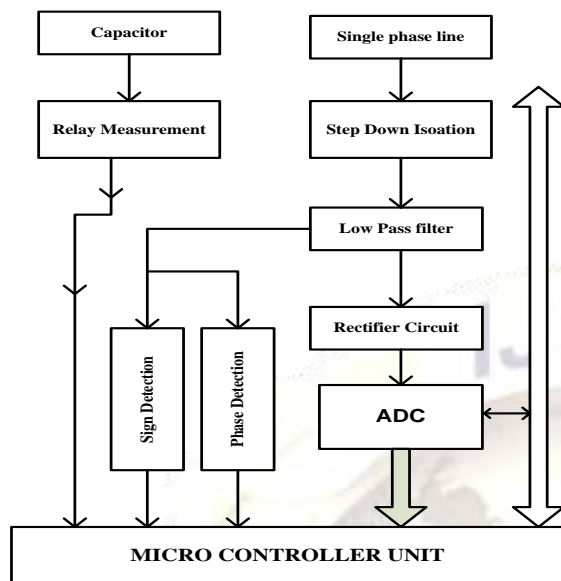 Capacitor
Single phase line
Relay Measurement
Step Down Isoation
Low Pass filter
Rectifier Circuit
Sign Detection
Phase Detection
ADC
MICRO CONTROLLER UNIT